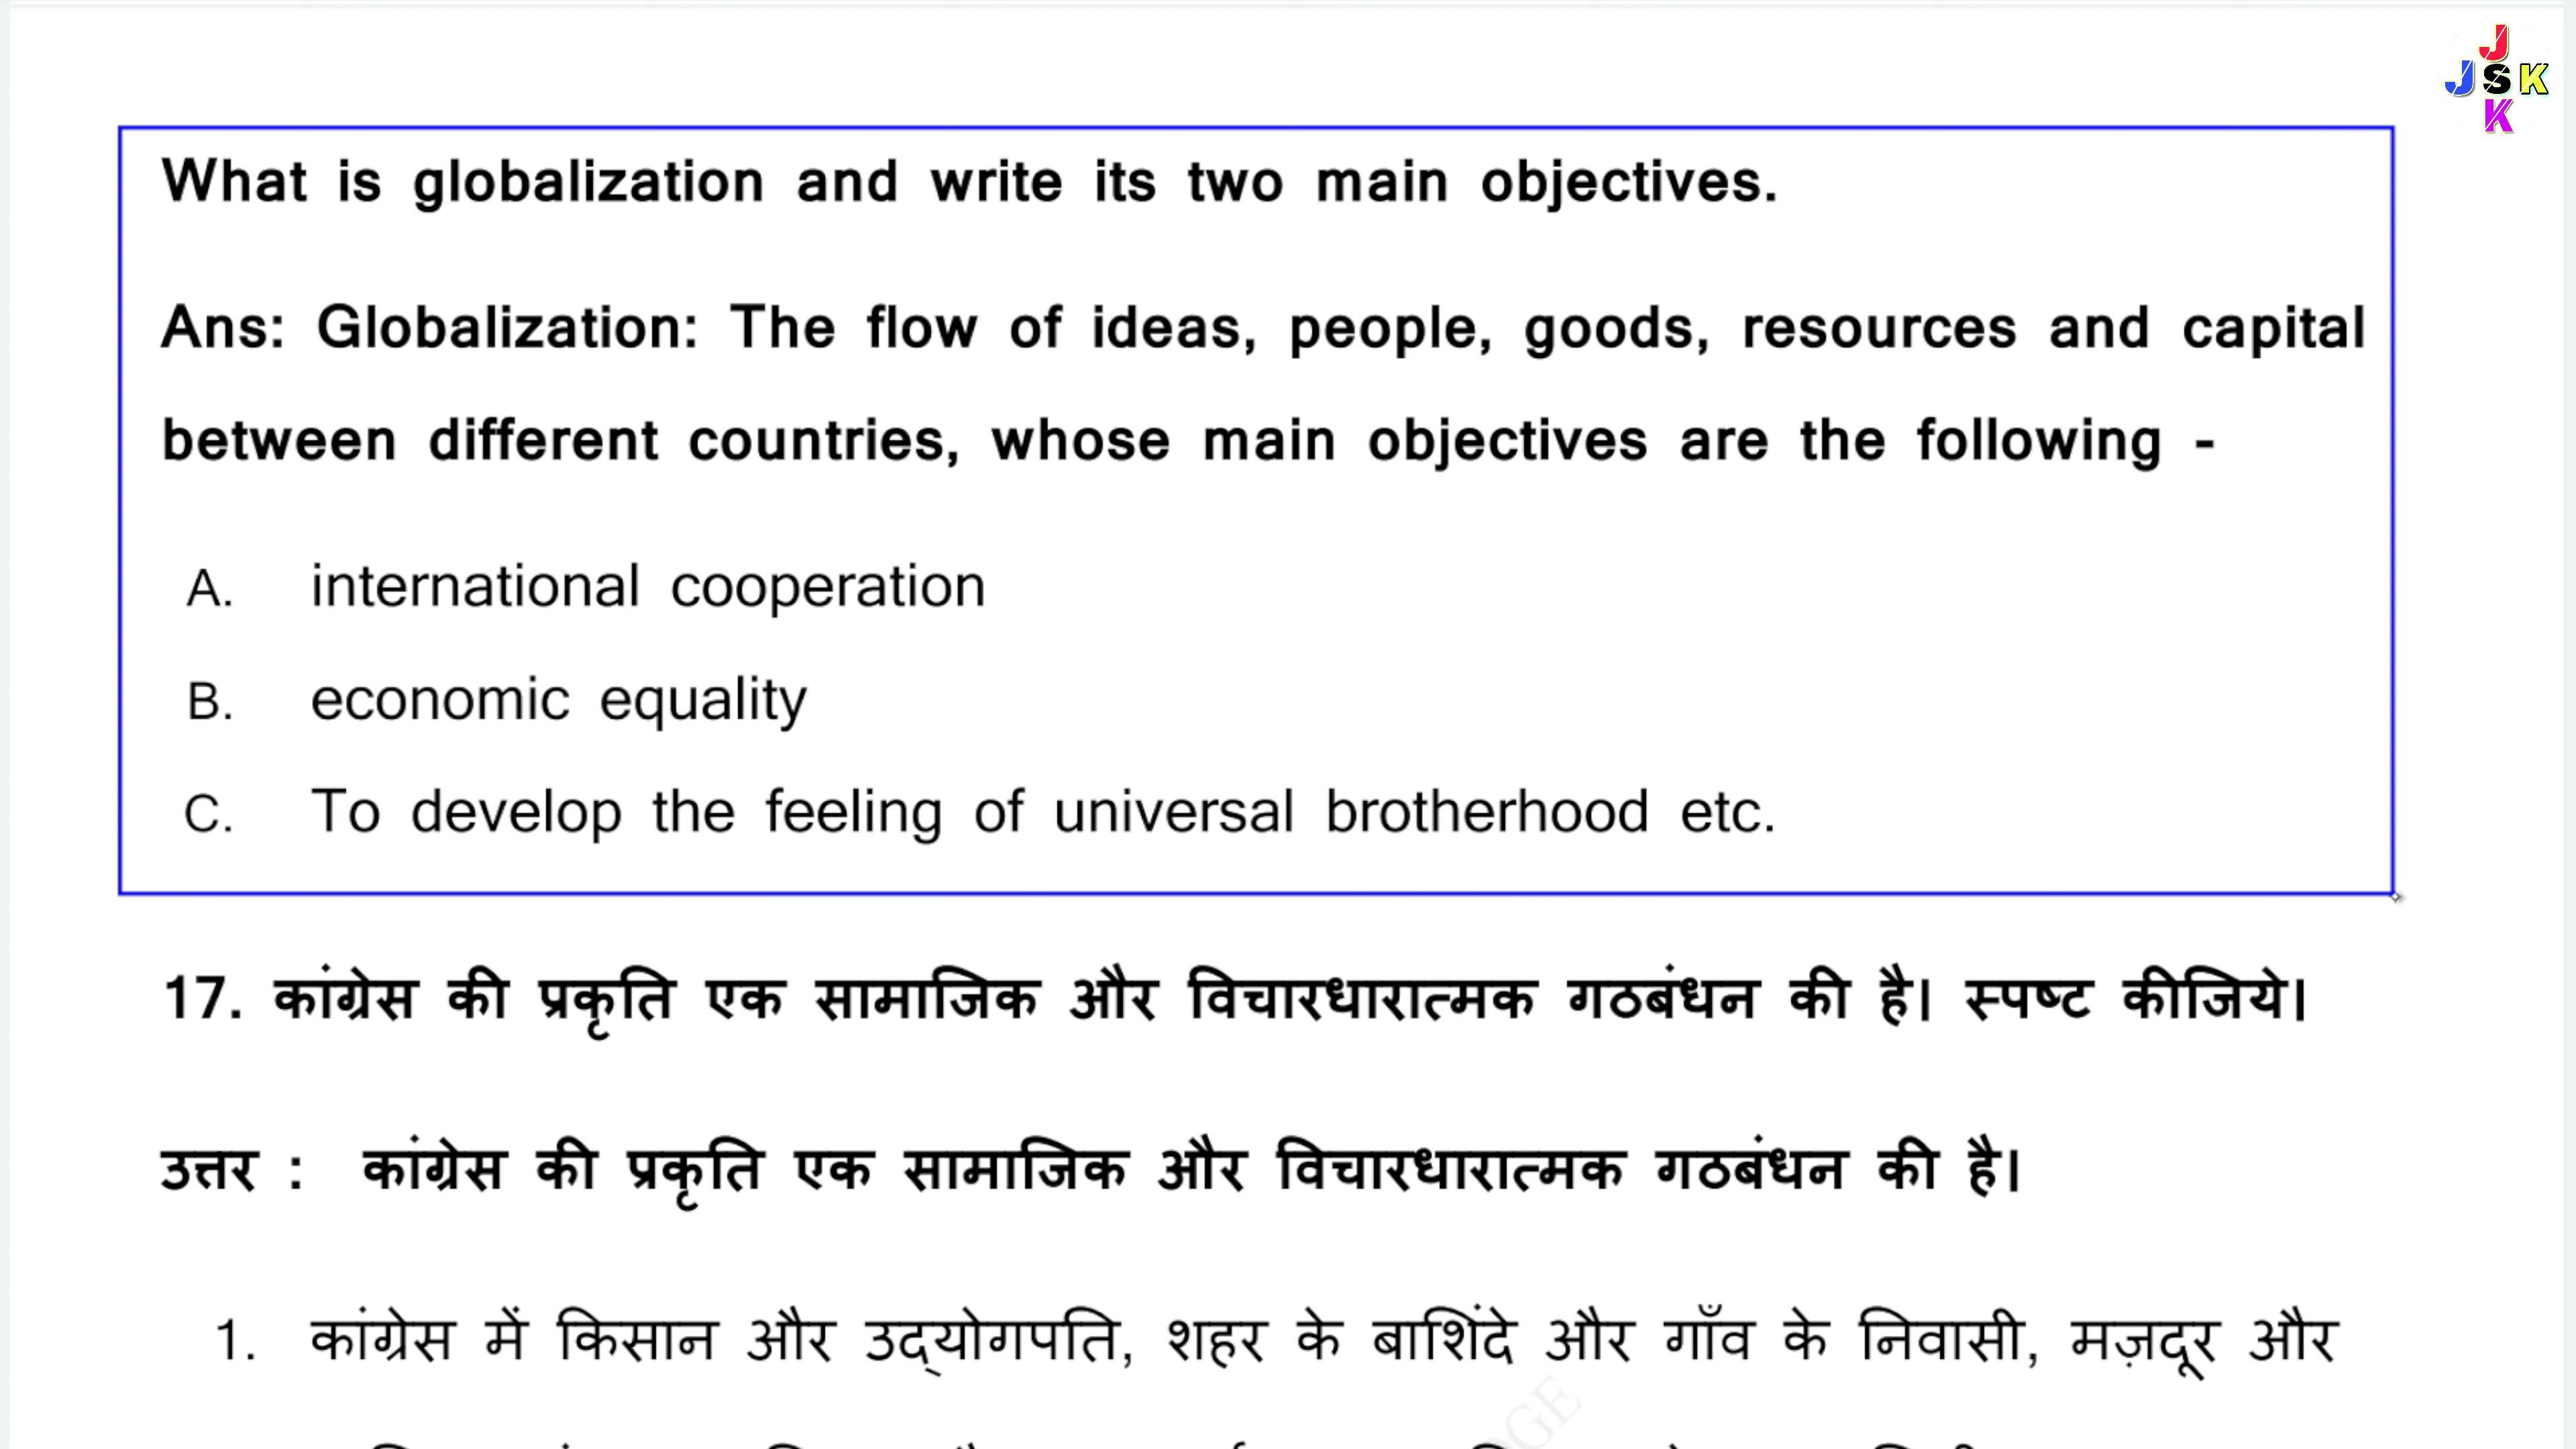 J
JSK
K
What is globalization and write its two main objectives.
Ans: Globalization: The flow of ideas, people, goods, resources and capital
between different countries, whose main objectives are the following -
A. international cooperation
B. economic equality
C. To develop the feeling of universal brotherhood etc.
17. कांग्रेस की प्रकृति एक सामाजिक और विचारधारात्मक गठबंधन की है। स्पष्ट कीजिये।
उत्तर : कांग्रेस की प्रकृति एक सामाजिक और विचारधारात्मक गठबंधन की है।
1. कांग्रेस में किसान और उद्योगपति, शहर के बाशिंदे और गाँव के निवासी, मज़दूर और